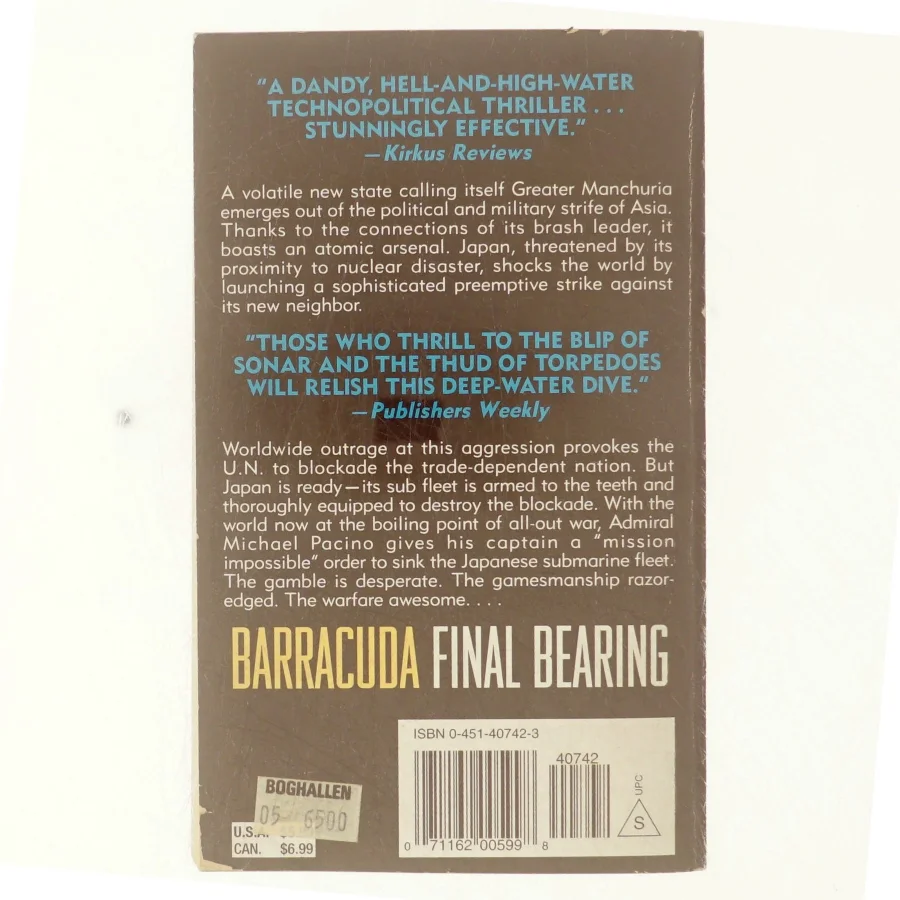 “A DANDY, HELL-AND-HIGH-WATER
TECHNOPOLITICAL THRILLER . . .
STUNNINGLY EFFECTIVE.”
—Kirkus Reviews
A volatile new state calling itself Greater Manchuria
emerges out of the political and military strife of Asia.
Thanks to the connections of its brash leader, it
boasts an atomic arsenal. Japan, threatened by its
proximity to nuclear disaster, shocks the world by
launching a sophisticated preemptive strike against
its new neighbor.
“THOSE WHO THRILL TO THE BLIP OF
SONAR AND THE THUD OF TORPEDOES
WILL RELISH THIS DEEP-WATER DIVE.”
—Publishers Weekly
Worldwide outrage at this aggression provokes the
U.N. to blockade the trade-dependent nation. But
Japan is ready—its sub fleet is armed to the teeth and
thoroughly equipped to destroy the blockade. With the
world now at the boiling point of all-out war, Admiral
Michael Pacino gives his captain a “mission
impossible” order to sink the Japanese submarine fleet.
The gamble is desperate. The gamesmanship razor-
edged. The warfare awesome. . . .
BARRACUDA FINAL BEARING
ISBN 0-451-40742-3
40742
UPC
S
0 71162 00599 8
BOGHALLEN
05 6500
U.S.A.
CAN. $6.99